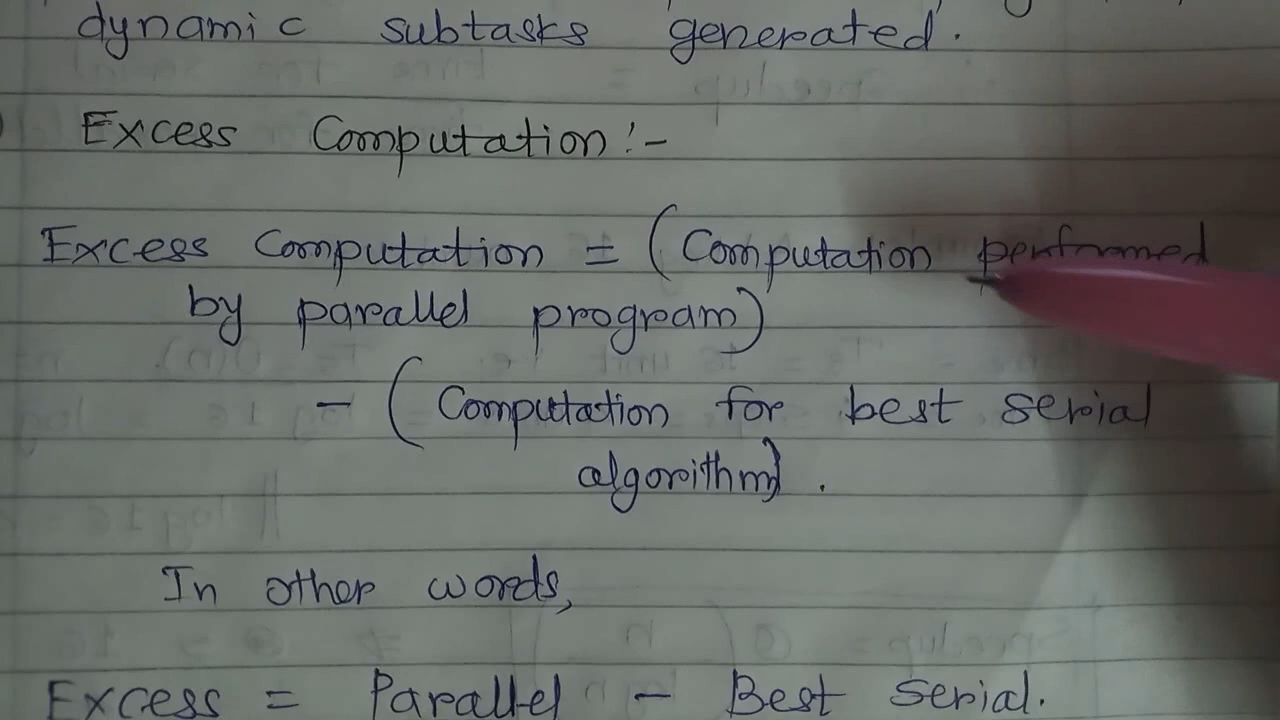 dynamic subtasks generated.
Excess Computation :-
Excess Computation = (Computation performed
by parallel program)
- (Computation for best serial
algorithm).
In other words,
Excess = Parallel - Best Serial.